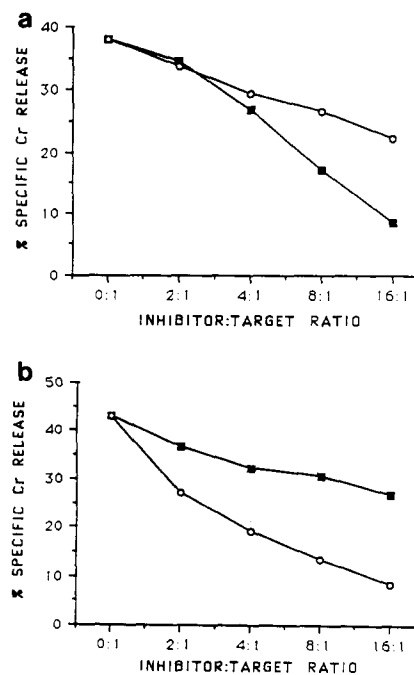 a
40
30
20
10
0
% SPECIFIC Cr RELEASE
0:1 2:1 4:1 8:1 16:1
INHIBITOR:TARGET RATIO
b
50
40
30
20
10
0
% SPECIFIC Cr RELEASE
0:1 2:1 4:1 8:1 16:1
INHIBITOR:TARGET RATIO